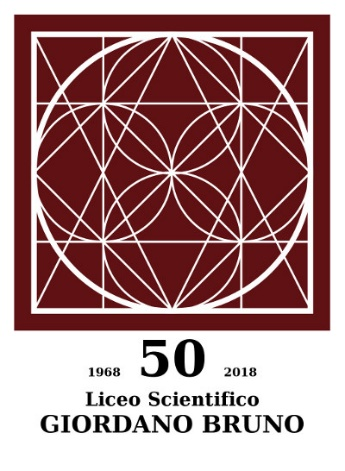 1968 50 2018
Liceo Scientifico
GIORDANO BRUNO